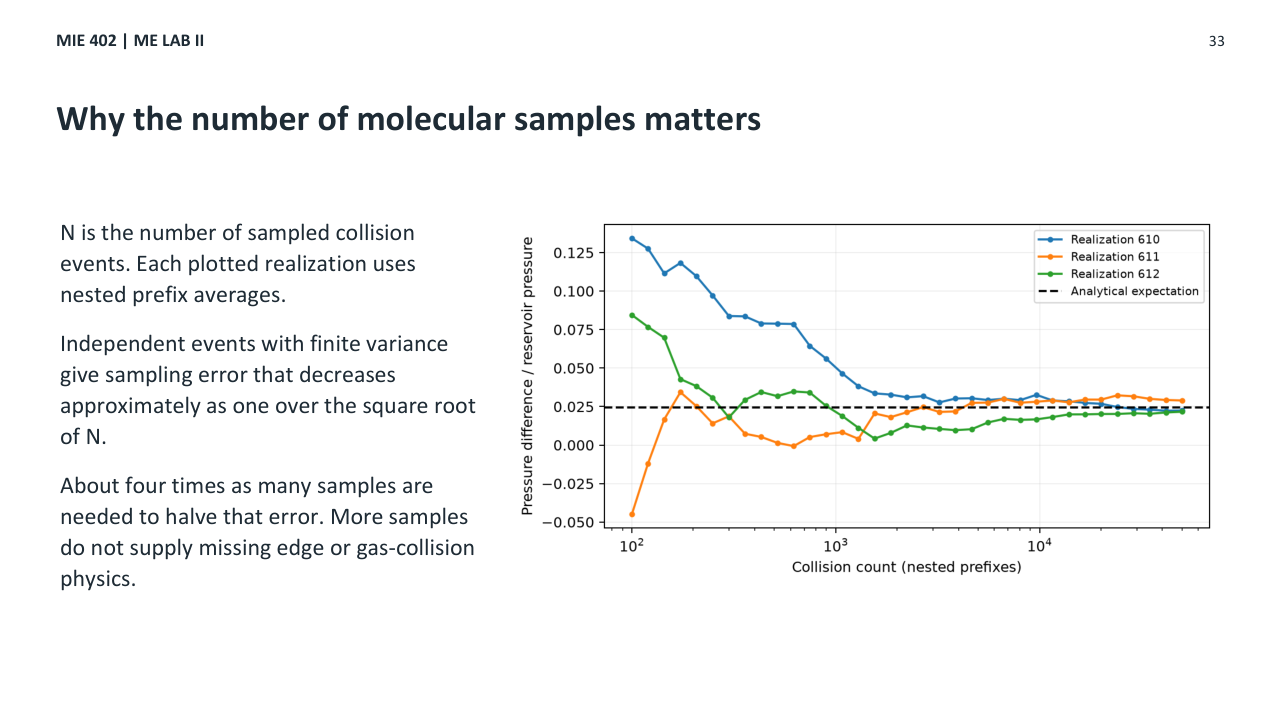 MIE 402 | ME LAB II
33
Why the number of molecular samples matters
N is the number of sampled collision
events. Each plotted realization uses
nested prefix averages.
Independent events with finite variance
give sampling error that decreases
approximately as one over the square root
of N.
About four times as many samples are
needed to halve that error. More samples
do not supply missing edge or gas-collision
physics.
Pressure difference / reservoir pressure
0.125
0.100
0.075
0.050
0.025
0.000
−0.025
−0.050
Realization 610
Realization 611
Realization 612
Analytical expectation
10²
10³
10⁴
Collision count (nested prefixes)